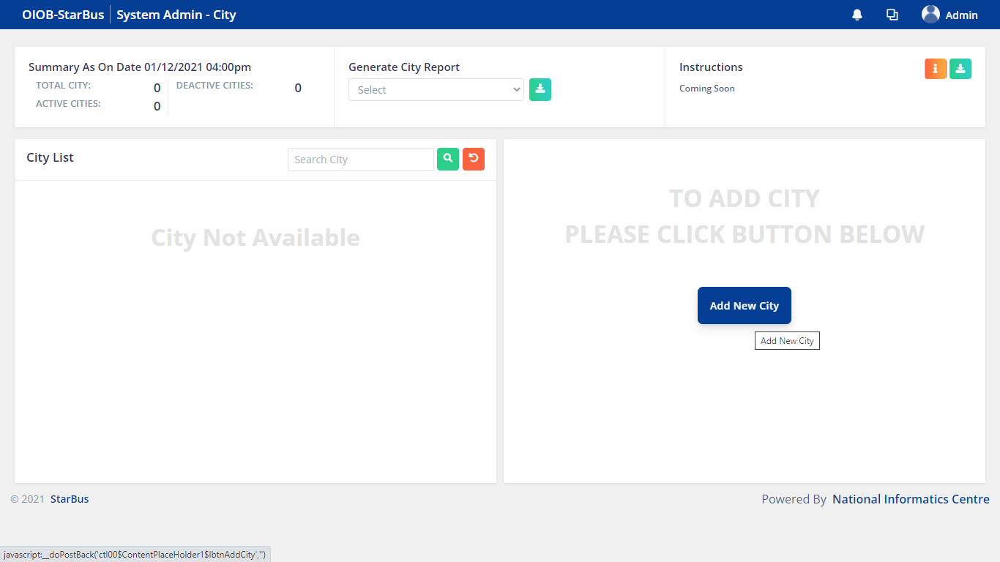 OIOB-StarBus System Admin - City
Admin
Summary As On Date 01/12/2021 04:00pm
TOTAL CITY: 0
DEACTIVE CITIES: 0
ACTIVE CITIES: 0
Generate City Report
Select
Instructions
Coming Soon
City List
Search City
City Not Available
TO ADD CITY
PLEASE CLICK BUTTON BELOW
Add New City
Add New City
© 2021 StarBus
Powered By National Informatics Centre
javascript:__doPostBack('ctl00$ContentPlaceHolder1$lbtnAddCity','')